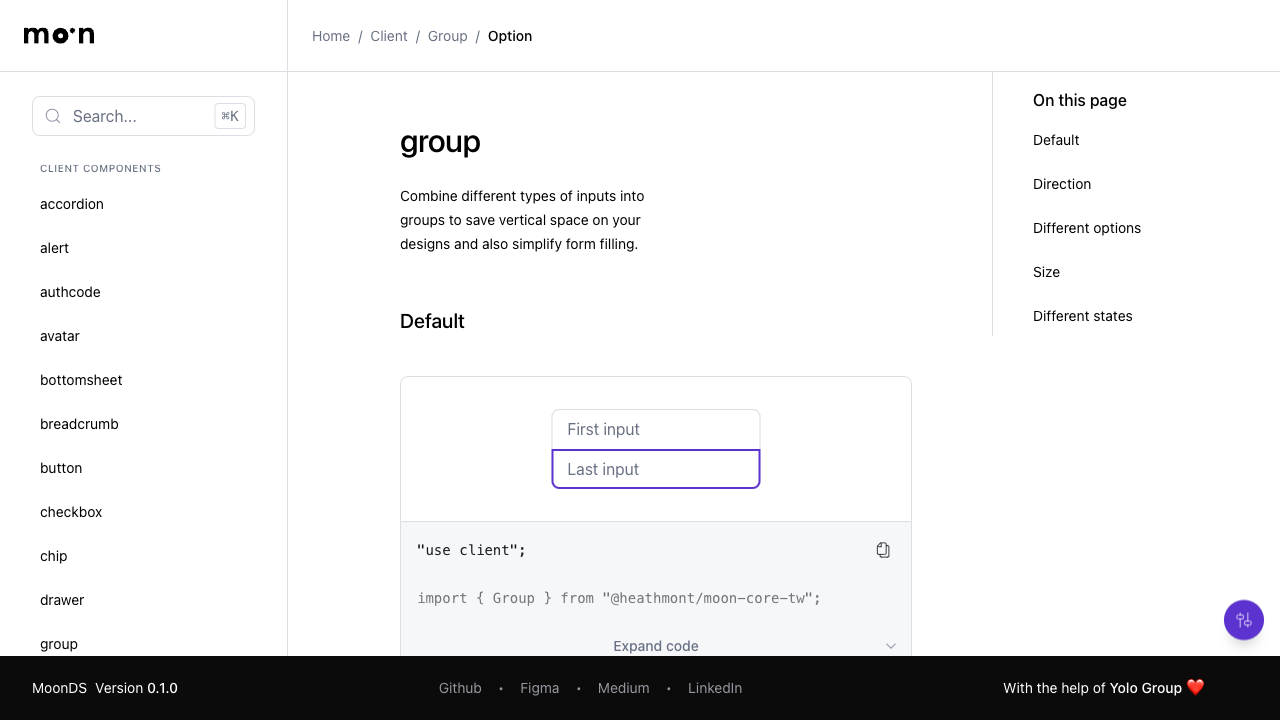 moon
Home / Client / Group / Option
Search...
⌘K
CLIENT COMPONENTS
accordion
alert
authcode
avatar
bottomsheet
breadcrumb
button
checkbox
chip
drawer
group
group
Combine different types of inputs into
groups to save vertical space on your
designs and also simplify form filling.
Default
First input
Last input
"use client";
import { Group } from "@heathmont/moon-core-tw";
Expand code
On this page
Default
Direction
Different options
Size
Different states
MoonDS Version 0.1.0
Github • Figma • Medium • LinkedIn
With the help of Yolo Group ❤️